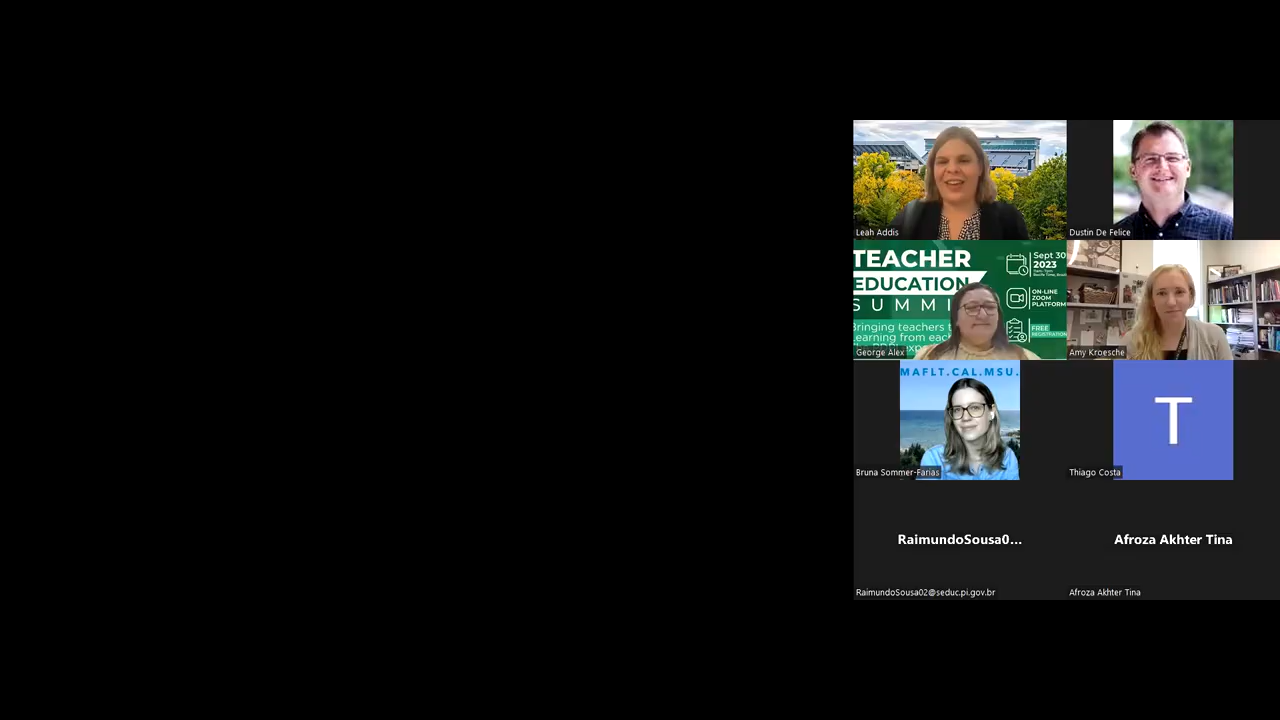 Leah Addis
Dustin De Felice
TEACHER
EDUCATION
SUMMI
Bringing teachers t
Learning from eac
Sept 30
2023
ON-LINE
ZOOM
PLATFORM
FREE
REGISTRATION
George Alex
Amy Kroesche
MAFLT.CAL.MSU.
Bruna Sommer-Farias
T
Thiago Costa
RaimundoSousa0...
RaimundoSousa02@seduc.pi.gov.br
Afroza Akhter Tina
Afroza Akhter Tina